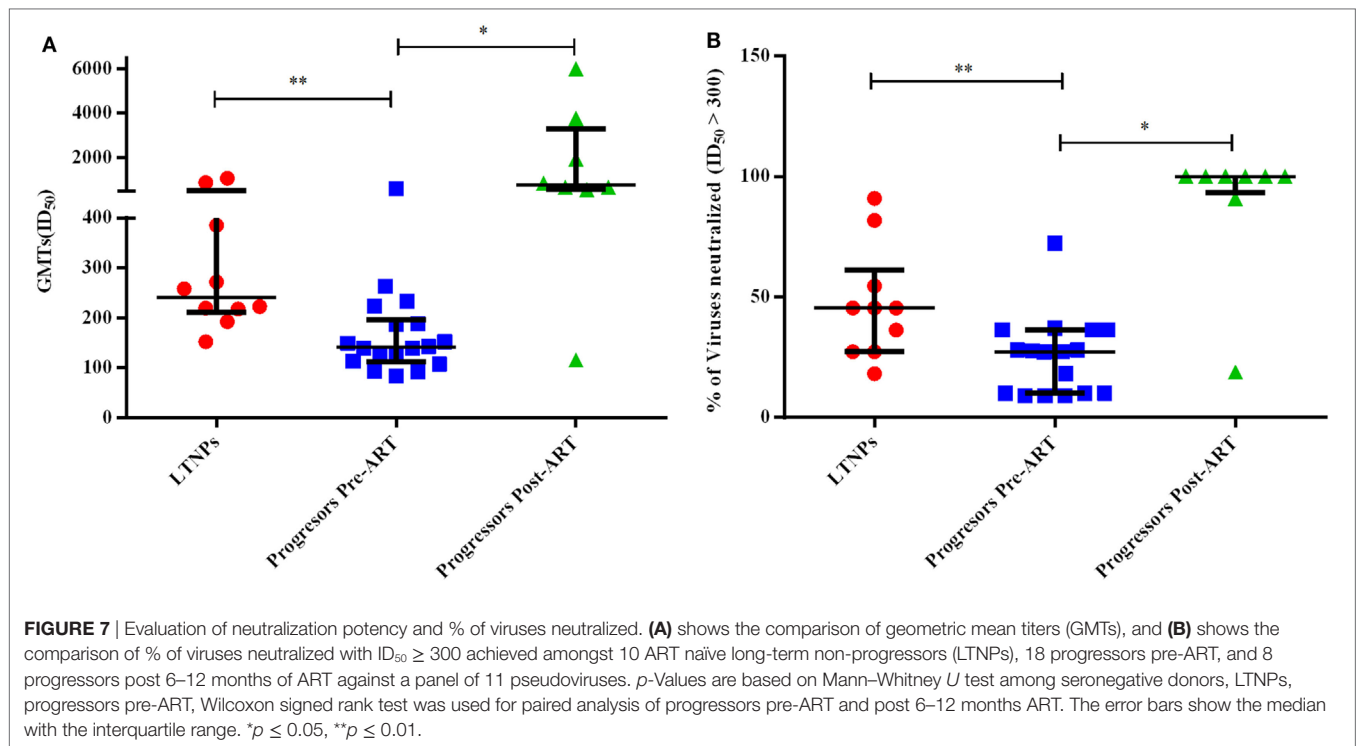 A
GMTs(ID50)
6000
4000
2000
400
300
200
100
0
**
*
LTNPs
Progresors Pre-ART
Progressors Post-ART
B
% of Viruses neutralized (ID50 > 300)
150
100
50
0
**
*
LTNPs
Progresors Pre-ART
Progressors Post-ART
FIGURE 7 | Evaluation of neutralization potency and % of viruses neutralized. (A) shows the comparison of geometric mean titers (GMTs), and (B) shows the
comparison of % of viruses neutralized with ID50 ≥ 300 achieved amongst 10 ART naïve long-term non-progressors (LTNPs), 18 progressors pre-ART, and 8
progressors post 6–12 months of ART against a panel of 11 pseudoviruses. p-Values are based on Mann–Whitney U test among seronegative donors, LTNPs,
progressors pre-ART, Wilcoxon signed rank test was used for paired analysis of progressors pre-ART and post 6–12 months ART. The error bars show the median
with the interquartile range. *p ≤ 0.05, **p ≤ 0.01.